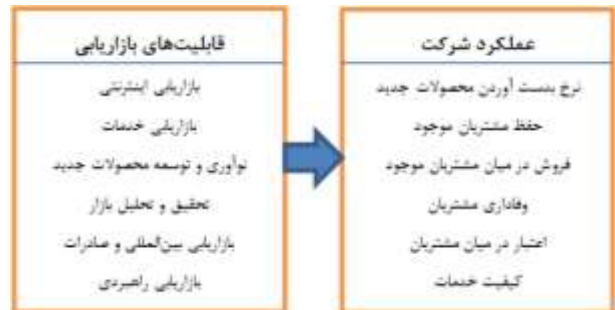 قابلیت‌های بازاریابی
بازاریابی اینترنتی
بازاریابی خدمات
نوآوری و توسعه محصولات جدید
تحقیق و تحلیل بازار
بازاریابی بین‌المللی و صادرات
بازاریابی راهبردی
عملکرد شرکت
نرخ بدست آوردن محصولات جدید
حفظ مشتریان موجود
فروش در میان مشتریان موجود
وفاداری مشتریان
اعتبار در میان مشتریان
کیفیت خدمات